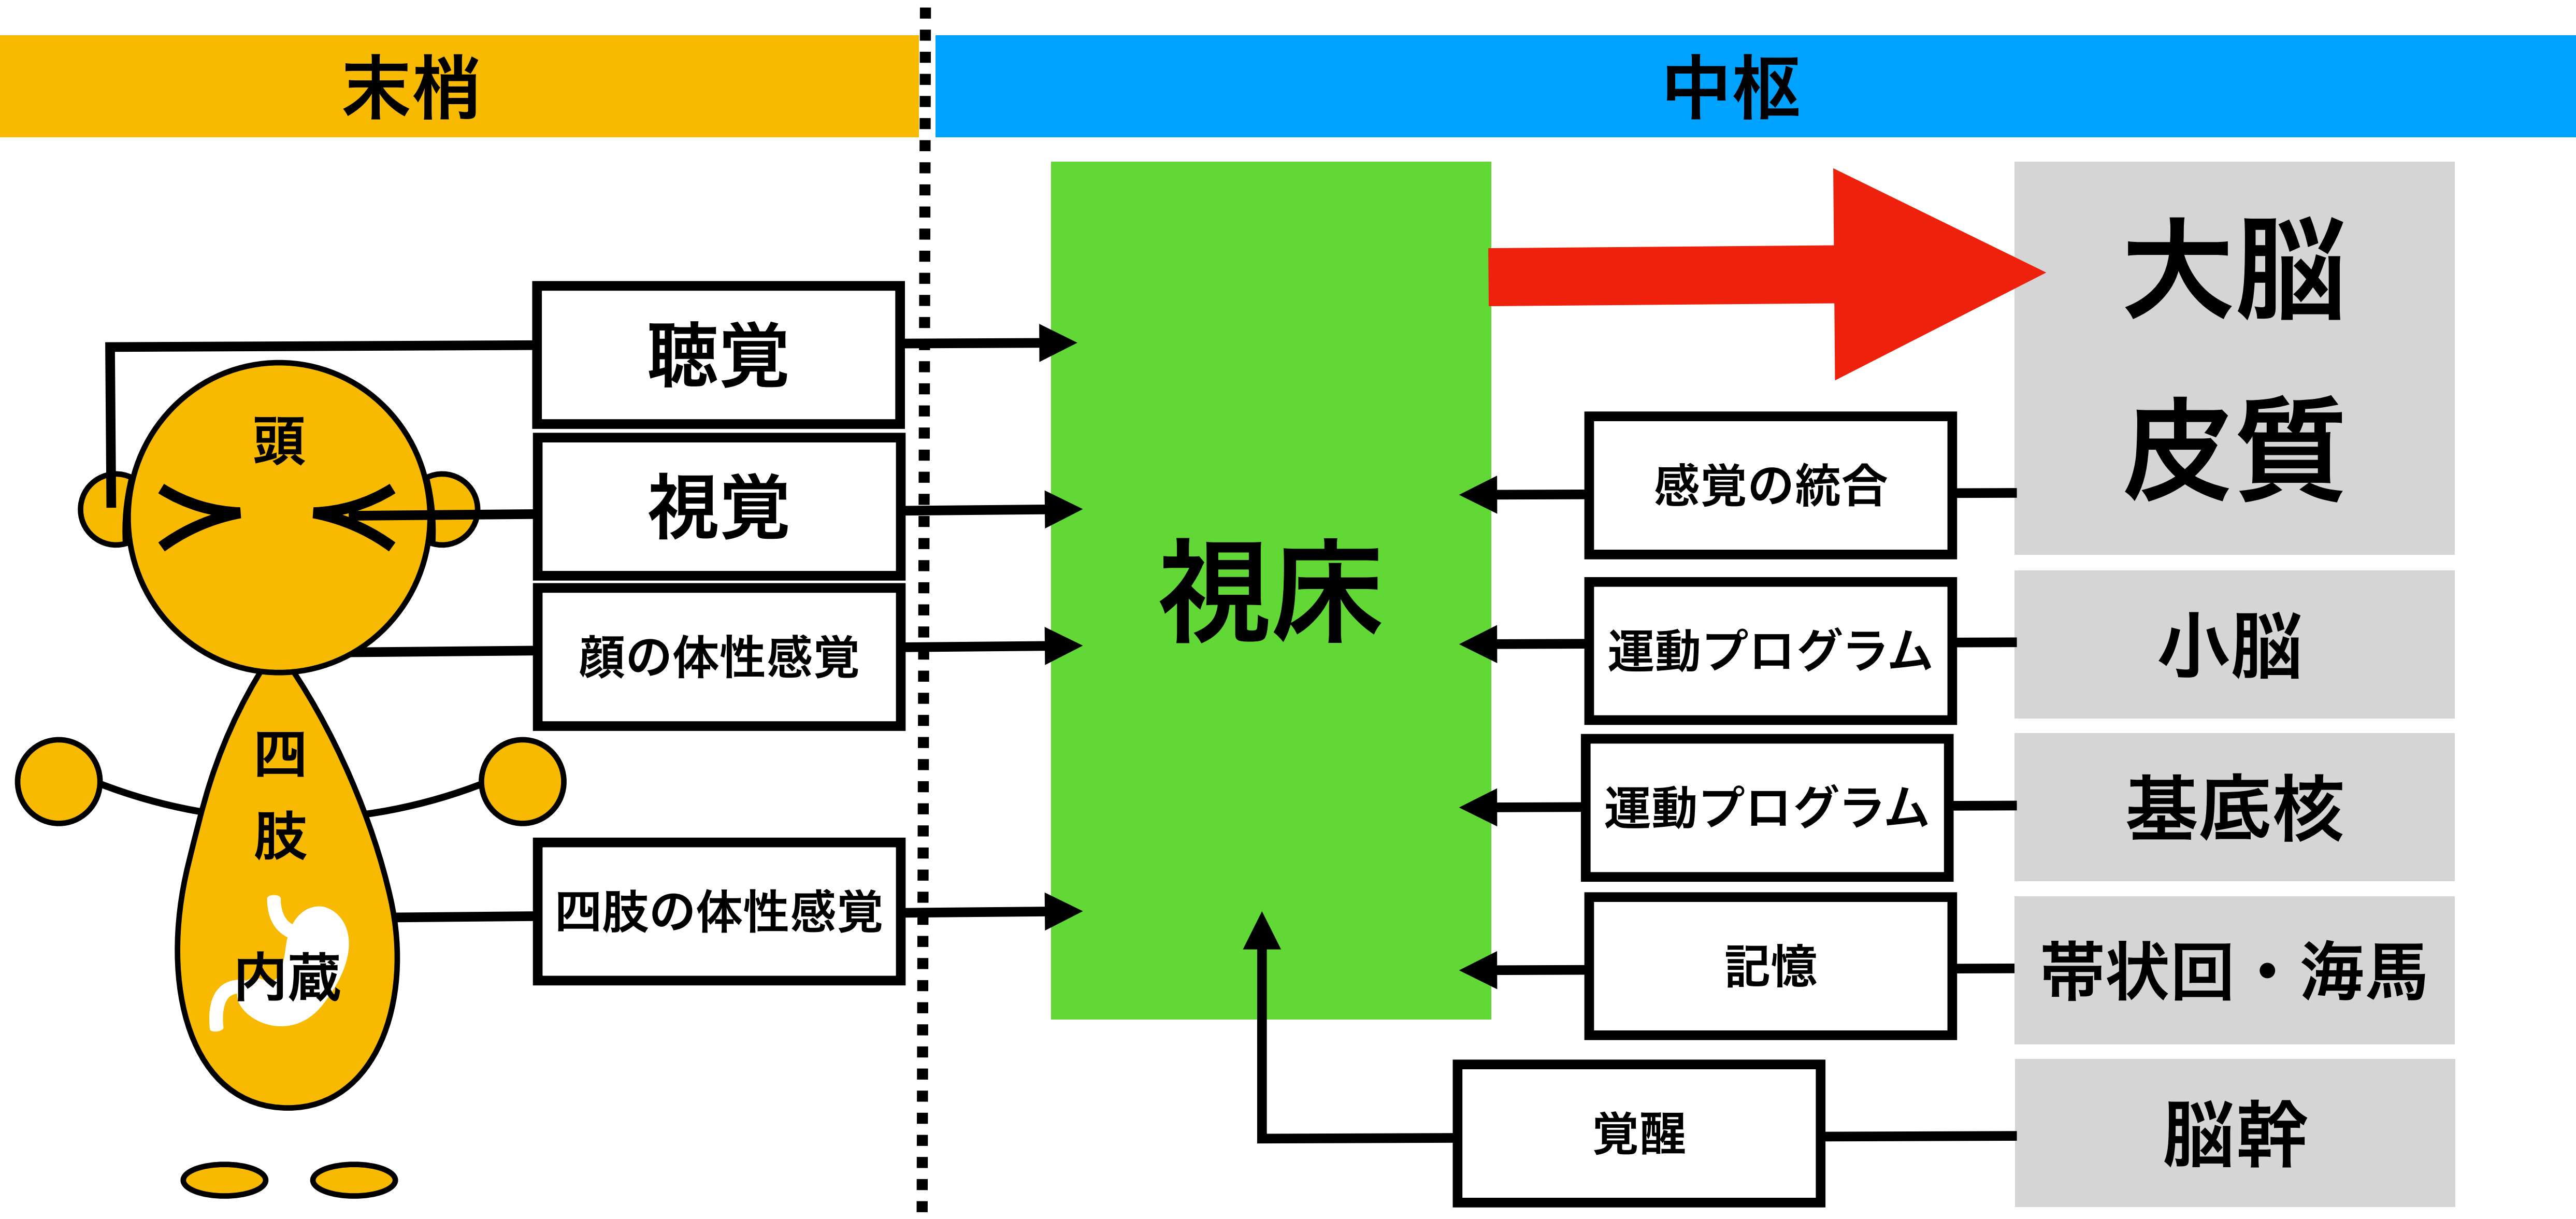 末梢
中枢
頭
四
肢
内蔵
聴覚
視覚
顔の体性感覚
四肢の体性感覚
視床
感覚の統合
運動プログラム
運動プログラム
記憶
覚醒
大脳
皮質
小脳
基底核
帯状回・海馬
脳幹